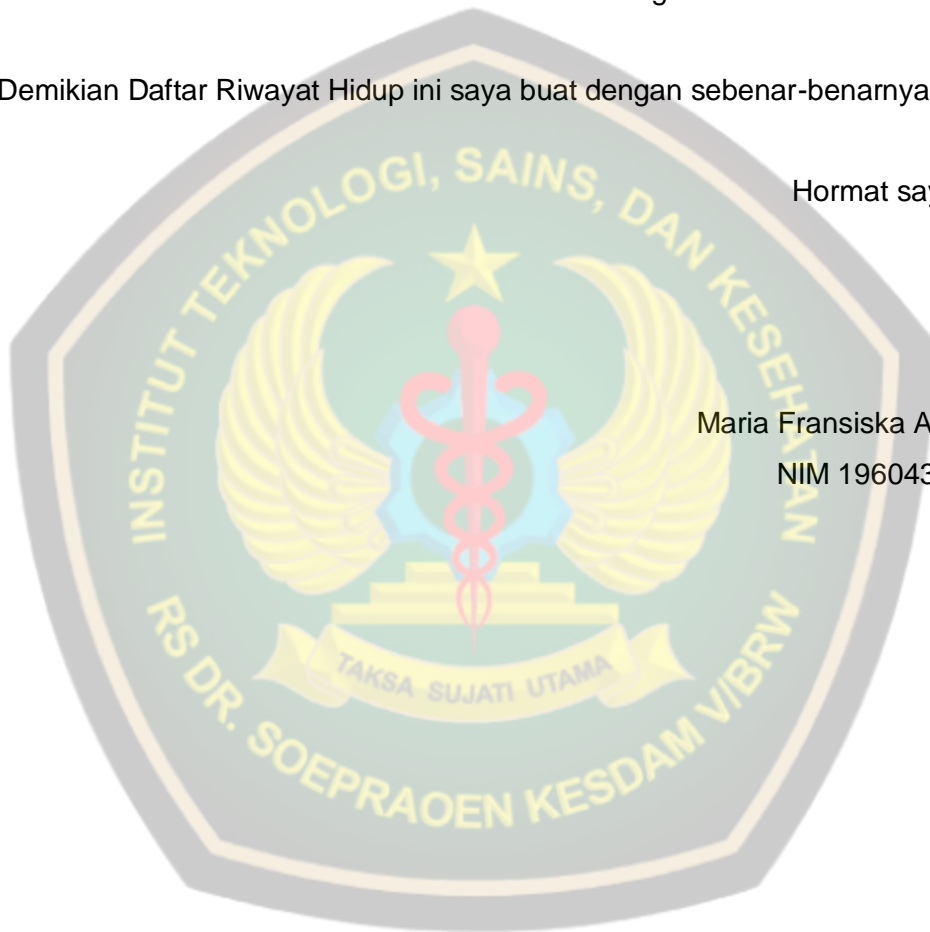 Demikian Daftar Riwayat Hidup ini saya buat dengan sebenar-benarnya
Hormat say
Maria Fransiska A
NIM 196043
INSTITUT TEKNOLOGI, SAINS, DAN KESEHATAN
TAKSA SUJATI UTAMA
RS DR. SOEPRAOEN KESDAM V/BRW